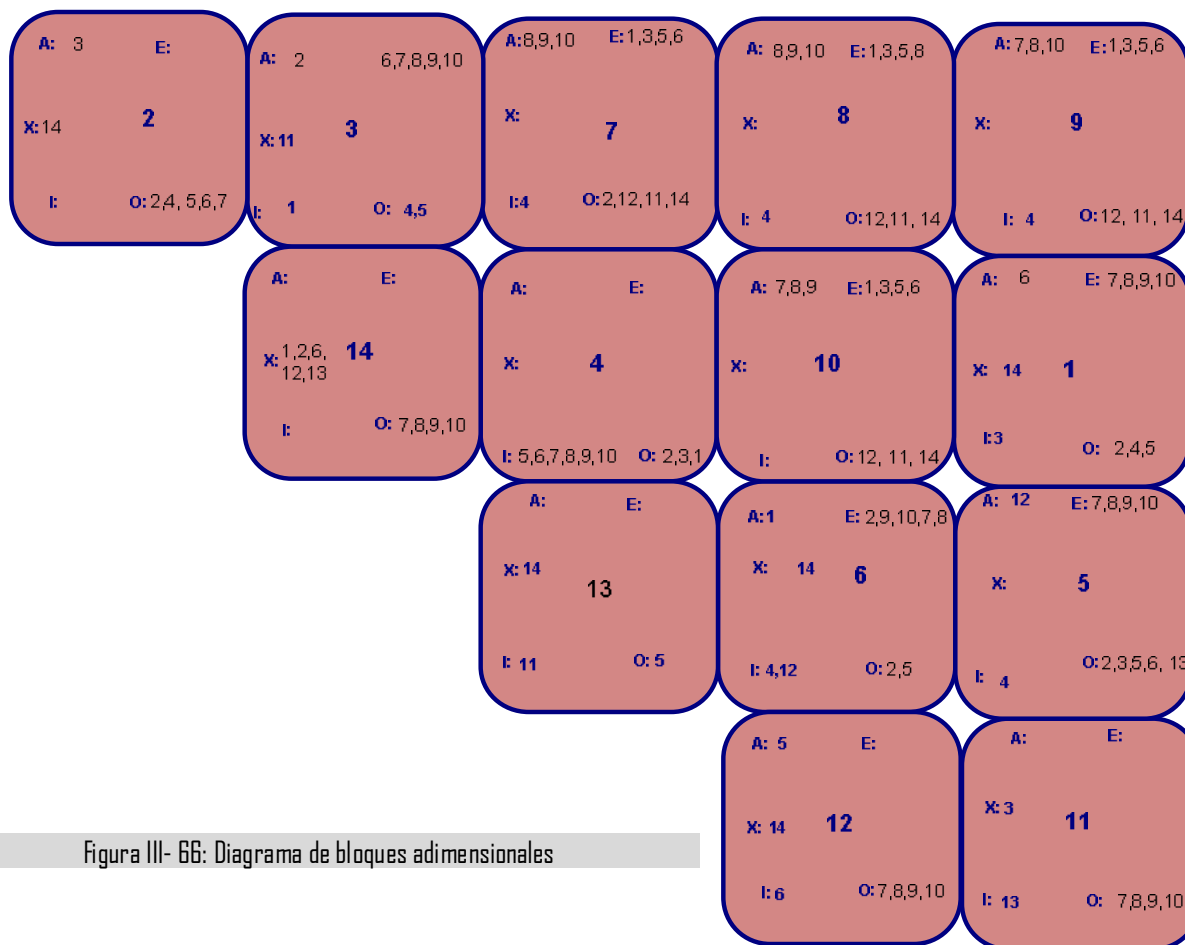 A: 3 E:
X: 14 2
I: O: 2,4, 5,6,7
A: 2 6,7,8,9,10
X: 11 3
I: 1 O: 4,5
A:8,9,10 E:1,3,5,6
X: 7
I:4 O:2,12,11,14
A: 8,9,10 E:1,3,5,8
X: 8
I: 4 O:12,11, 14
A:7,8,10 E:1,3,5,6
X: 9
I: 4 O:12, 11, 14
A: E:
X: 1,2,6, 14
12,13
I: O: 7,8,9,10
A: E:
X: 4
I: 5,6,7,8,9,10 O: 2,3,1
A: 7,8,9 E:1,3,5,6
X: 10
I: O:12, 11, 14
A: 6 E: 7,8,9,10
X: 14 1
I:3 O: 2,4,5
A: E:
X: 14 13
I: 11 O: 5
A:1 E: 2,9,10,7,8
X: 14 6
I: 4,12 O:2,5
A: 12 E:7,8,9,10
X: 5
I: 4 O:2,3,5,6, 13
A: 5 E:
X: 14 12
I: 6 O:7,8,9,10
A: E:
X: 3 11
I: 13 O: 7,8,9,10
Figura III- 66: Diagrama de bloques adimensionales